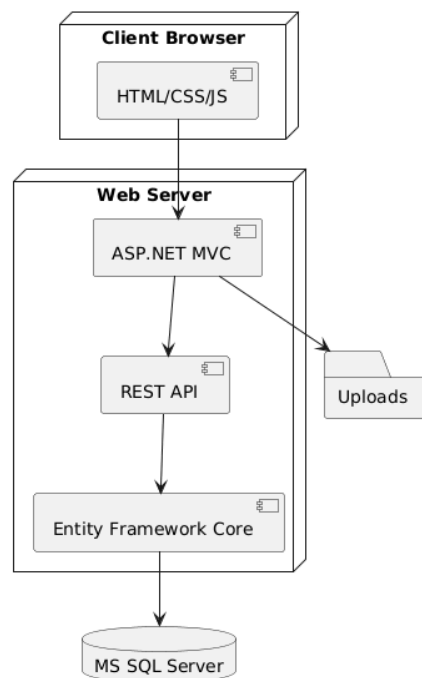 Client Browser
HTML/CSS/JS
Web Server
ASP.NET MVC
REST API
Uploads
Entity Framework Core
MS SQL Server